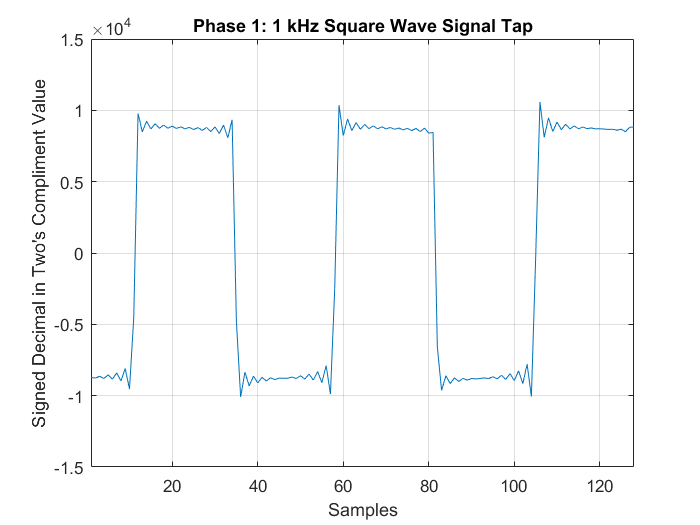 Phase 1: 1 kHz Square Wave Signal Tap
×10⁴
1.5
1
0.5
0
-0.5
-1
-1.5
Signed Decimal in Two's Compliment Value
20 40 60 80 100 120
Samples